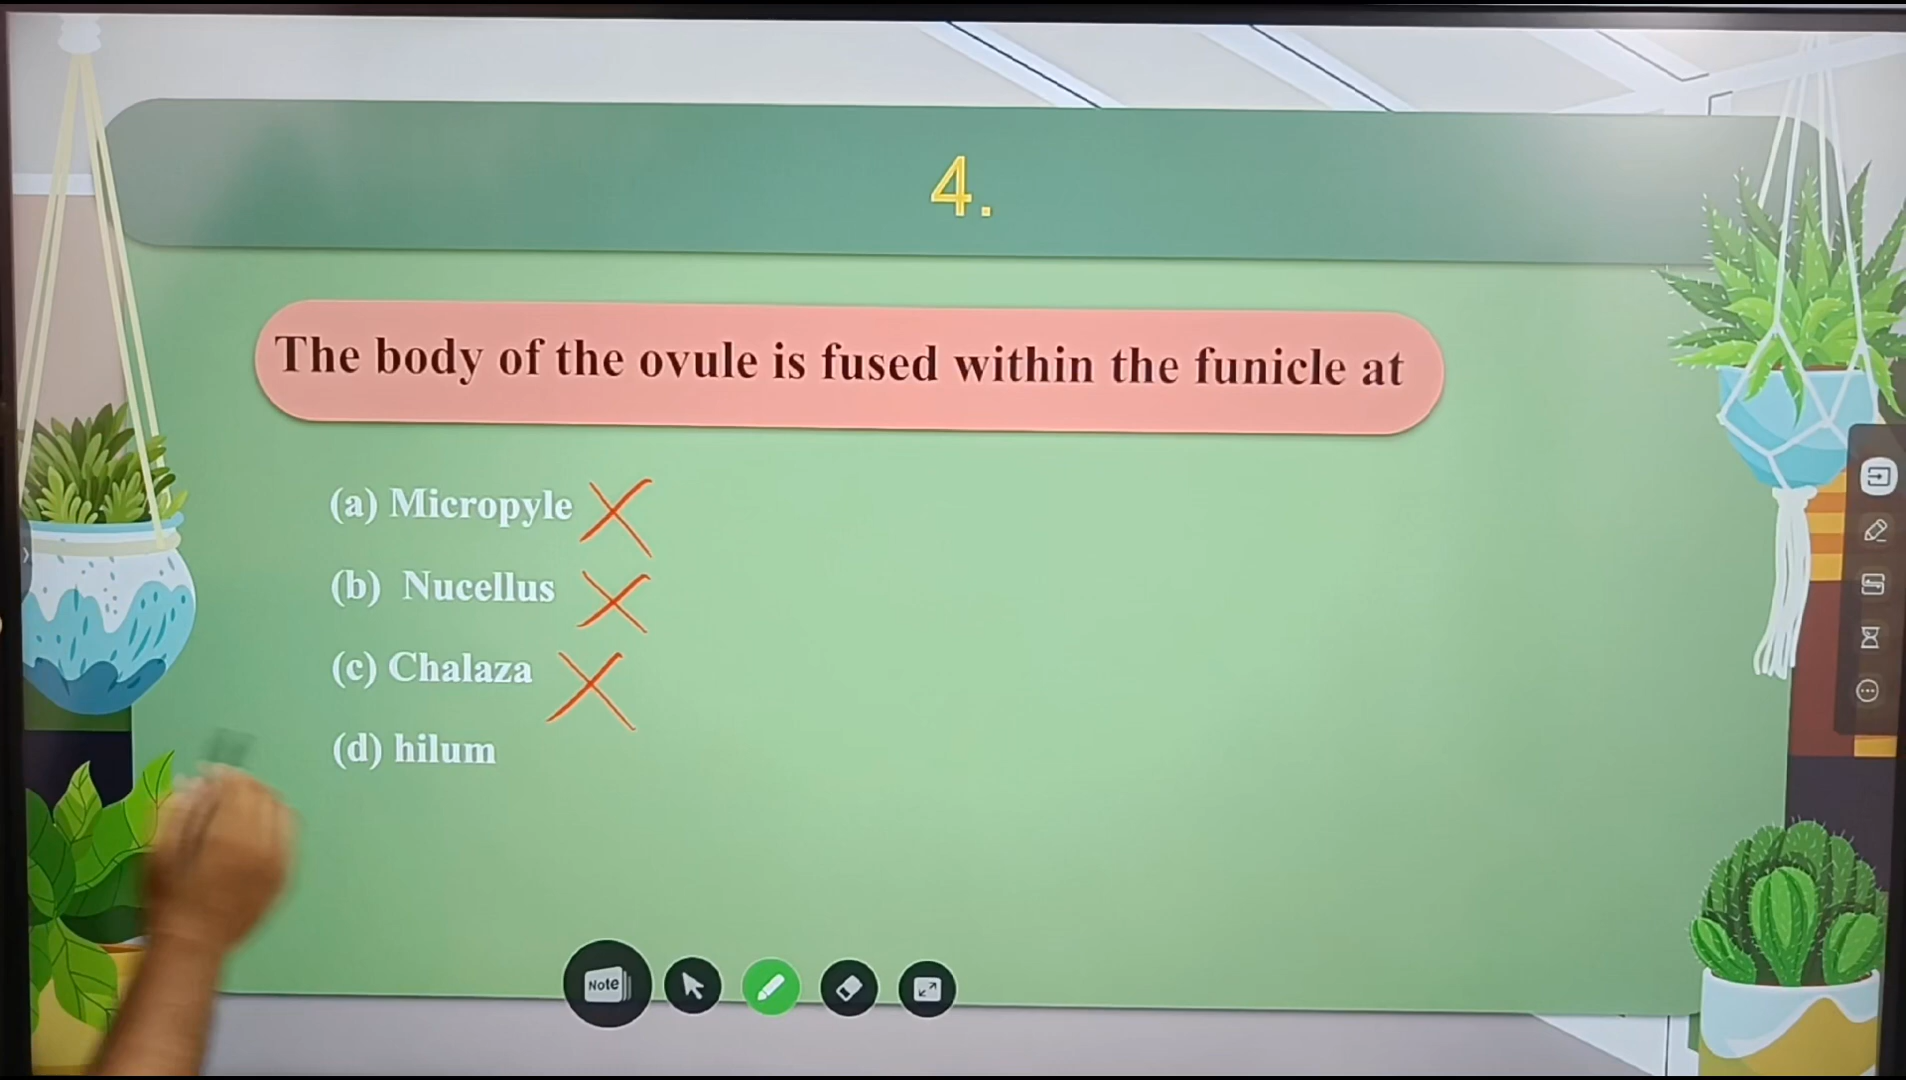 4.
The body of the ovule is fused within the funicle at
(a) Micropyle
(b) Nucellus
(c) Chalaza
(d) hilum
Note